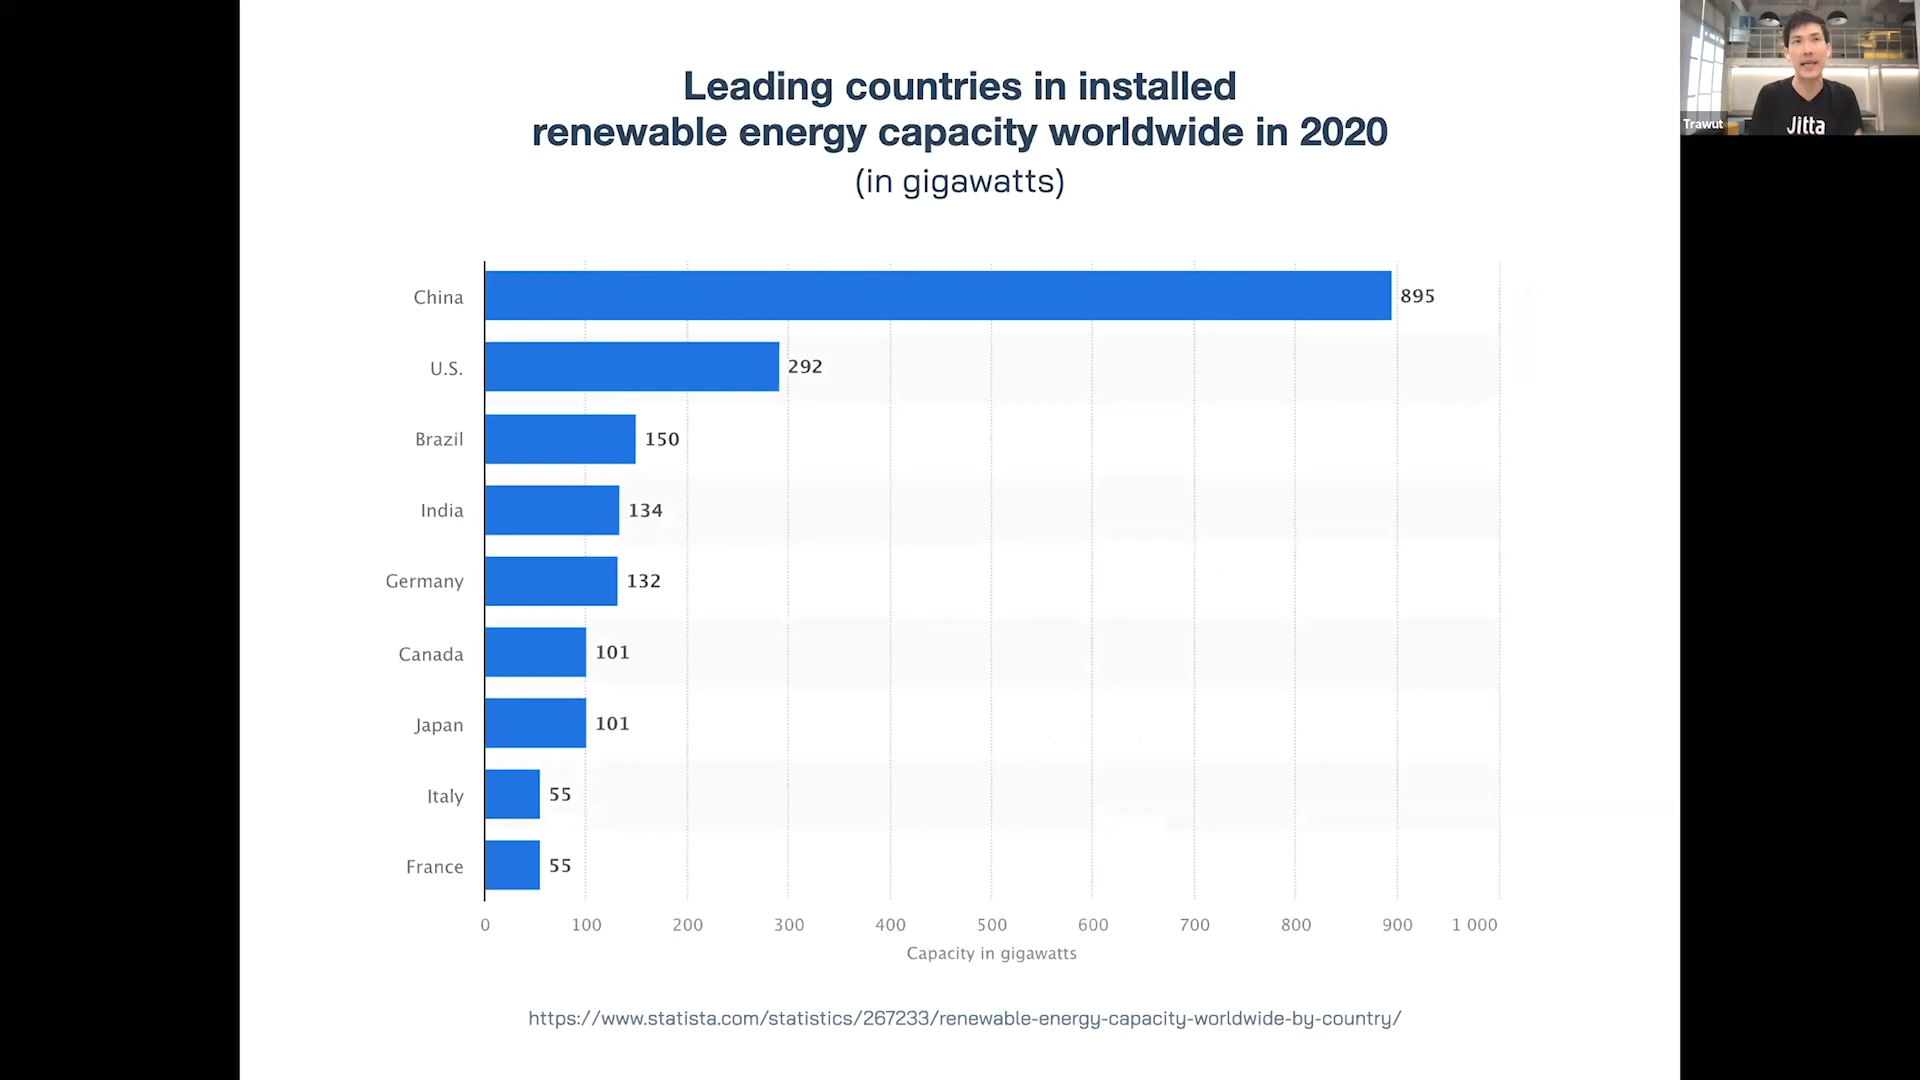 Leading countries in installed
renewable energy capacity worldwide in 2020
(in gigawatts)
China 895
U.S. 292
Brazil 150
India 134
Germany 132
Canada 101
Japan 101
Italy 55
France 55
0 100 200 300 400 500 600 700 800 900 1 000
Capacity in gigawatts
https://www.statista.com/statistics/267233/renewable-energy-capacity-worldwide-by-country/
Trawut
Jitta